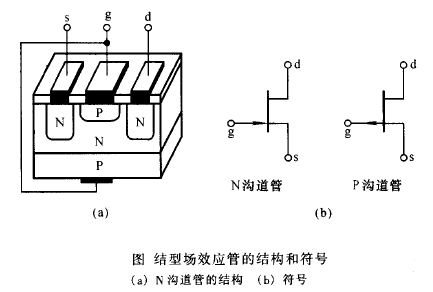 s g d
d d
P
N N
N
g g
P
s s
N沟道管 P沟道管
(a) (b)
图 结型场效应管的结构和符号
(a) N沟道管的结构 (b) 符号